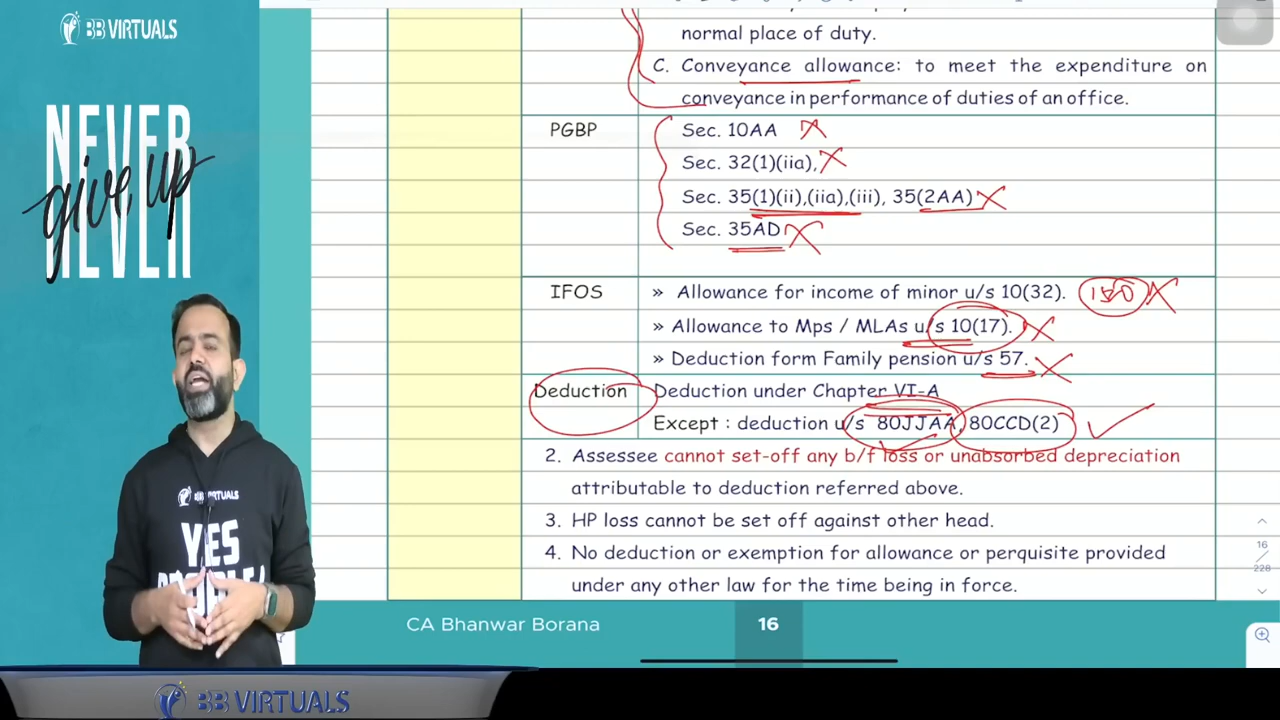 BB VIRTUALS
NEVER
give up
NEVER
normal place of duty.
C. Conveyance allowance: to meet the expenditure on
conveyance in performance of duties of an office.
PGBP
Sec. 10AA
Sec. 32(1)(iia),
Sec. 35(1)(ii),(iia),(iii), 35(2AA)
Sec. 35AD
IFOS
» Allowance for income of minor u/s 10(32).
» Allowance to Mps / MLAs u/s 10(17).
» Deduction form Family pension u/s 57.
Deduction
Deduction under Chapter VI-A
Except : deduction u/s 80JJAA, 80CCD(2)
2. Assessee cannot set-off any b/f loss or unabsorbed depreciation
attributable to deduction referred above.
3. HP loss cannot be set off against other head.
4. No deduction or exemption for allowance or perquisite provided
under any other law for the time being in force.
16
228
CA Bhanwar Borana
16
BB VIRTUALS
YES
BB VIRTUALS